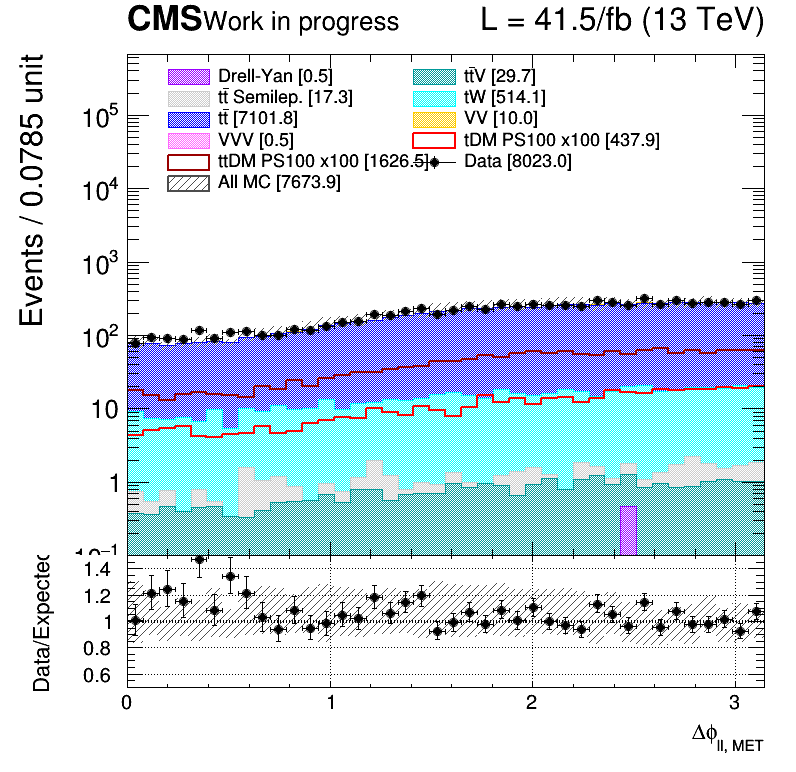 CMS Work in progress L = 41.5/fb (13 TeV)
Events / 0.0785 unit
Drell-Yan [0.5] tt̄V [29.7]
tt̄ Semilep. [17.3] tW [514.1]
tt̄ [7101.8] VV [10.0]
VVV [0.5] tDM PS100 x100 [437.9]
ttDM PS100 x100 [1626.5] Data [8023.0]
All MC [7673.9]
10⁵
10⁴
10³
10²
10
1
10⁻¹
Data/Expected
1.4
1.2
1
0.8
0.6
0 1 2 3
Δϕ_ll, MET